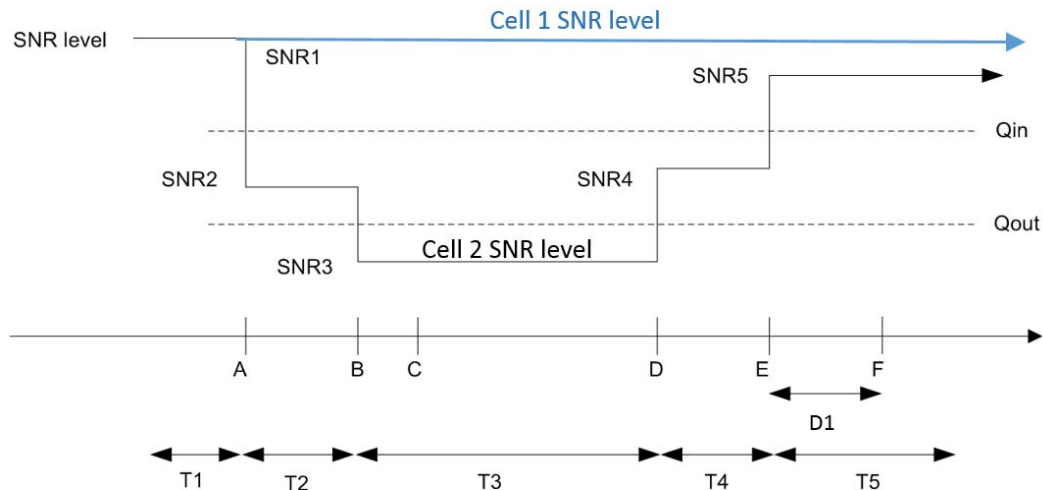 Cell 1 SNR level
SNR level
SNR1
SNR5
Qin
SNR2
SNR4
Qout
Cell 2 SNR level
SNR3
A B C D E F
D1
T1 T2 T3 T4 T5